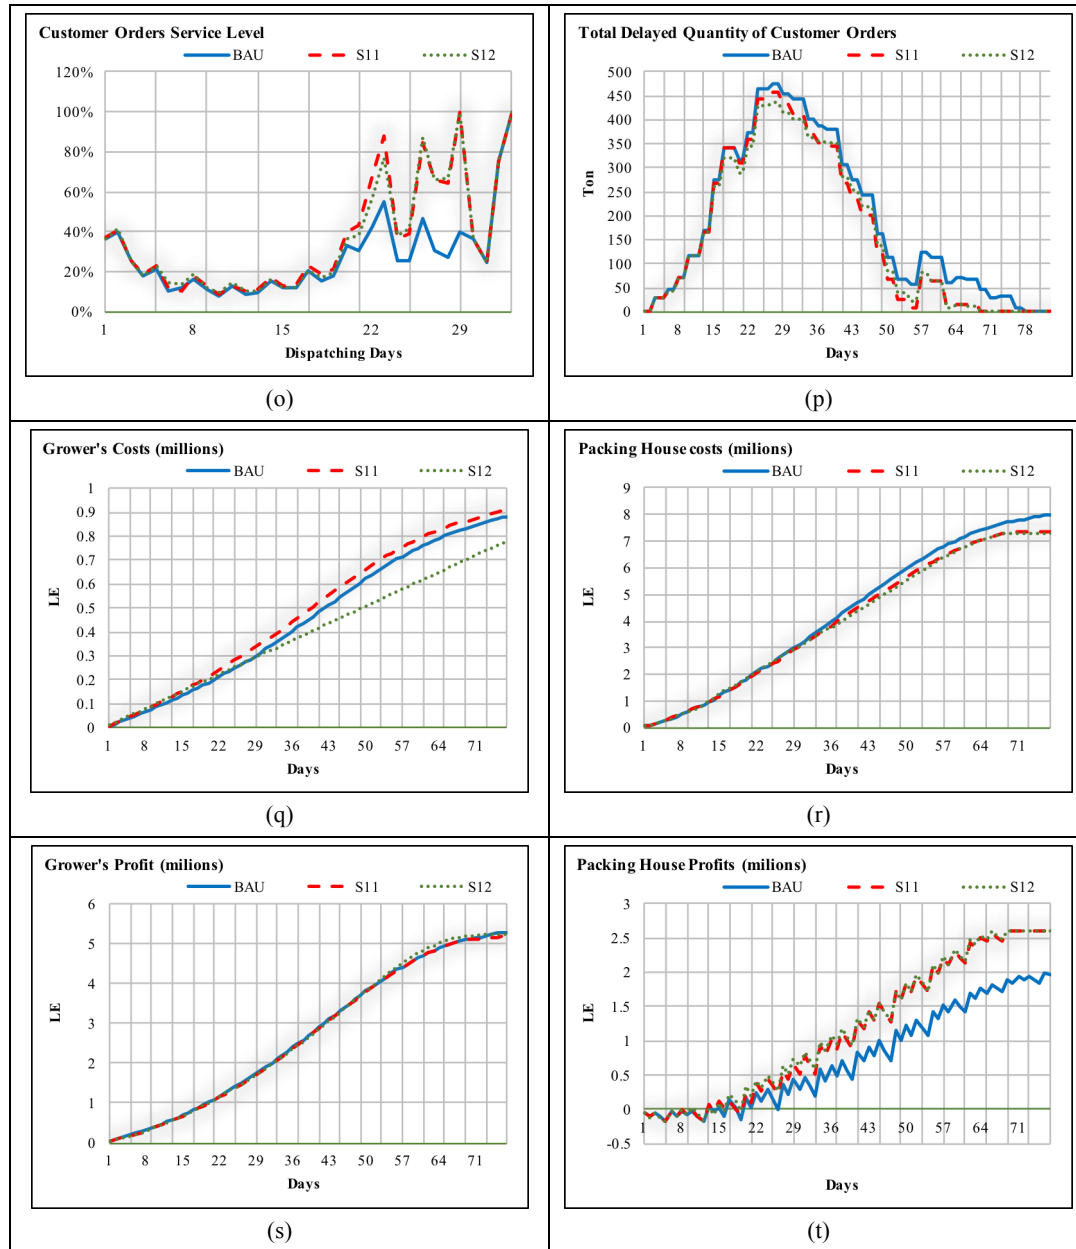 Customer Orders Service Level
BAU S11 S12
120%
100%
80%
60%
40%
20%
0%
1 8 15 22 29
Dispatching Days
(o)
Total Delayed Quantity of Customer Orders
BAU S11 S12
Ton
500
450
400
350
300
250
200
150
100
50
0
1 8 15 22 29 36 43 50 57 64 71 78
Days
(p)
Grower's Costs (millions)
BAU S11 S12
LE
1
0.9
0.8
0.7
0.6
0.5
0.4
0.3
0.2
0.1
0
1 8 15 22 29 36 43 50 57 64 71
Days
(q)
Packing House costs (milions)
BAU S11 S12
LE
9
8
7
6
5
4
3
2
1
0
1 8 15 22 29 36 43 50 57 64 71
Days
(r)
Grower's Profit (milions)
BAU S11 S12
LE
6
5
4
3
2
1
0
1 8 15 22 29 36 43 50 57 64 71
Days
(s)
Packing House Profits (milions)
BAU S11 S12
LE
3
2.5
2
1.5
1
0.5
0
-0.5
1 8 15 22 29 36 43 50 57 64 71
Days
(t)